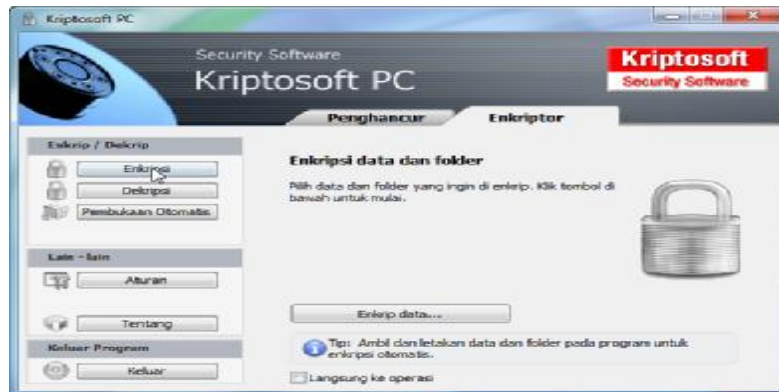 Kriptosoft PC
Security Software
Kriptosoft PC
Kriptosoft
Security Software
Penghancur
Enkriptor
Enkrip / Dekrip
Enkripsi
Dekripsi
Pembukaan Otomatis
Lain - lain
Aturan
Tentang
Keluar Program
Keluar
Enkripsi data dan folder
Pilih data dan folder yang ingin di enkrip. Klik tombol di
bawah untuk mulai.
Enkrip data...
Tip: Ambil dan letakan data dan folder pada program untuk
enkripsi otomatis.
Langsung ke operasi